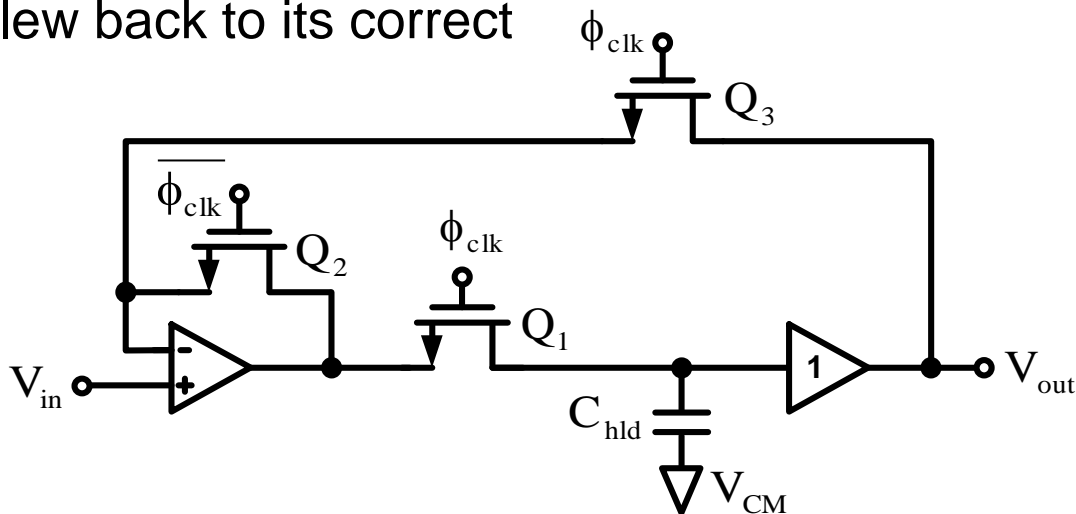 lew back to its correct
ϕclk
Q3
ϕclk
Q2
ϕclk
Q1
-
+
Vin
1
Vout
Chld
VCM